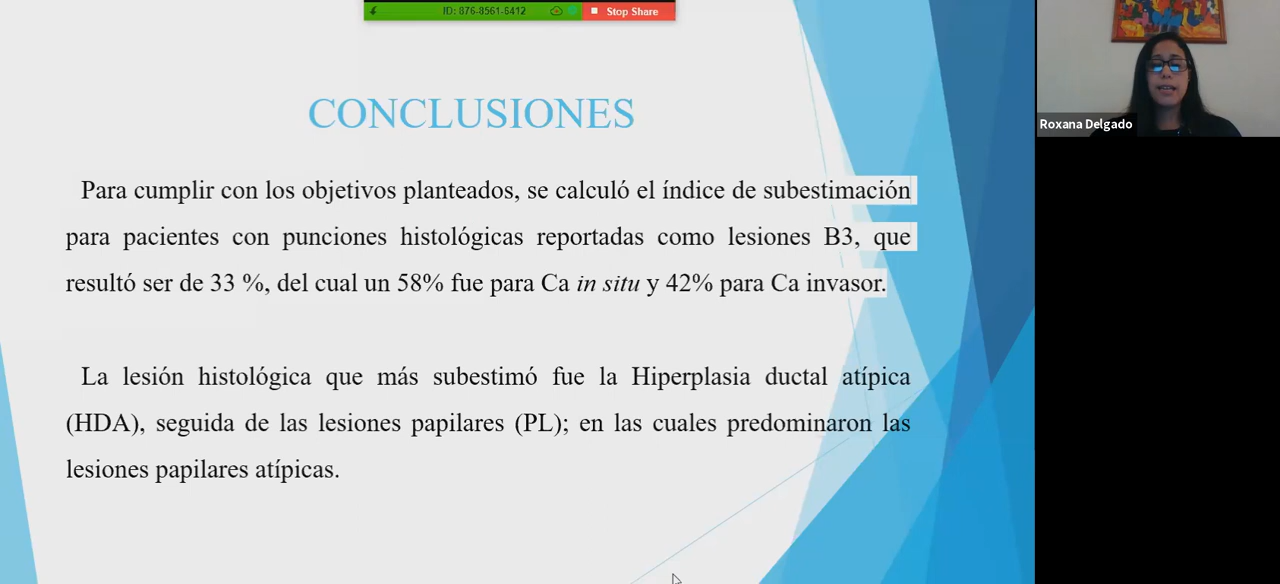 ID: 876-8561-6412
Stop Share
Roxana Delgado
CONCLUSIONES
Para cumplir con los objetivos planteados, se calculó el índice de subestimación
para pacientes con punciones histológicas reportadas como lesiones B3, que
resultó ser de 33 %, del cual un 58% fue para Ca in situ y 42% para Ca invasor.
La lesión histológica que más subestimó fue la Hiperplasia ductal atípica
(HDA), seguida de las lesiones papilares (PL); en las cuales predominaron las
lesiones papilares atípicas.